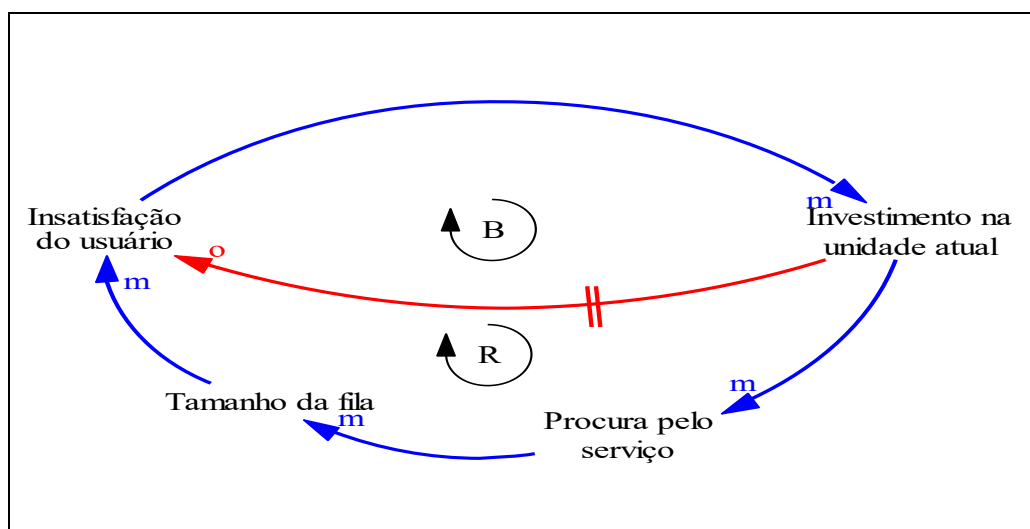 m
Insatisfação
do usuário
B
Investimento na
unidade atual
o
m
R
m
Tamanho da fila
m
Procura pelo
serviço